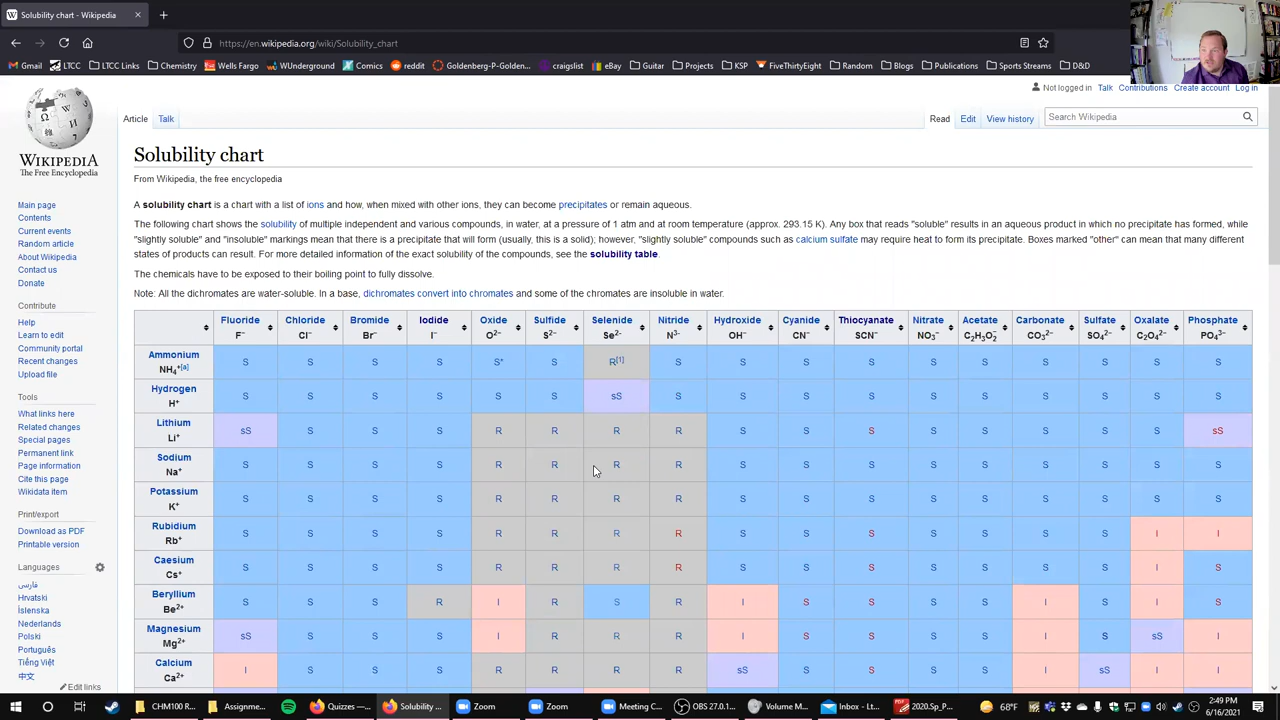 Solubility chart - Wikipedia
https://en.wikipedia.org/wiki/Solubility_chart
Gmail LTCC LTCC Links Chemistry Wells Fargo WUnderground Comics reddit Goldenberg-P-Golden... craigslist eBay Guitar Projects KSP FiveThirtyEight Random Blogs Publications Sports Streams D&D
Not logged in Talk Contributions Create account Log in
Article Talk Read Edit View history Search Wikipedia
WIKIPEDIA
The Free Encyclopedia
Main page
Contents
Current events
Random article
About Wikipedia
Contact us
Donate
Contribute
Help
Learn to edit
Community portal
Recent changes
Upload file
Tools
What links here
Related changes
Special pages
Permanent link
Page information
Cite this page
Wikidata item
Print/export
Download as PDF
Printable version
Languages
فارسی
Hrvatski
Íslenska
Nederlands
Polski
Português
Tiếng Việt
中文
Edit links
Solubility chart
From Wikipedia, the free encyclopedia
A solubility chart is a chart with a list of ions and how, when mixed with other ions, they can become precipitates or remain aqueous.
The following chart shows the solubility of multiple independent and various compounds, in water, at a pressure of 1 atm and at room temperature (approx. 293.15 K). Any box that reads "soluble" results in an aqueous product in which no precipitate has formed, while
"slightly soluble" and "insoluble" markings mean that there is a precipitate that will form (usually, this is a solid); however, "slightly soluble" compounds such as calcium sulfate may require heat to form its precipitate. Boxes marked "other" can mean that many different
states of products can result. For more detailed information of the exact solubility of the compounds, see the solubility table.
The chemicals have to be exposed to their boiling point to fully dissolve.
Note: All the dichromates are water-soluble. In a base, dichromates convert into chromates and some of the chromates are insoluble in water.
Fluoride Chloride Bromide Iodide Oxide Sulfide Selenide Nitride Hydroxide Cyanide Thiocyanate Nitrate Acetate Carbonate Sulfate Oxalate Phosphate
F⁻ Cl⁻ Br⁻ I⁻ O²⁻ S²⁻ Se²⁻ N³⁻ OH⁻ CN⁻ SCN⁻ NO₃⁻ C₂H₃O₂⁻ CO₃²⁻ SO₄²⁻ C₂O₄²⁻ PO₄³⁻
Ammonium
NH₄⁺[a] S S S S S* S R[1] S S S S S S S S S S
Hydrogen
H⁺ S S S S S S sS S S S S S S S S S S
Lithium
Li⁺ sS S S S R R R R S S S S S S S S sS
Sodium
Na⁺ S S S S R R R R S S S S S S S S S
Potassium
K⁺ S S S S R R R R S S S S S S S S S
Rubidium
Rb⁺ S S S S R R R R S S S S S S S I I
Caesium
Cs⁺ S S S S R R R R S S S S S S S I S
Beryllium
Be²⁺ S S S R I R S R I S S S S I S I S
Magnesium
Mg²⁺ sS S S S I R R R I S S S S I S sS I
Calcium
Ca²⁺ I S S S R R R R sS S S S S I sS I I
CHM100 R... Assignme... Quizzes —... Solubility ... Zoom Zoom Meeting C... OBS 27.0.1... Volume M... Inbox - Lt... 2020.Sp_P... 68°F 2:49 PM
6/16/2021